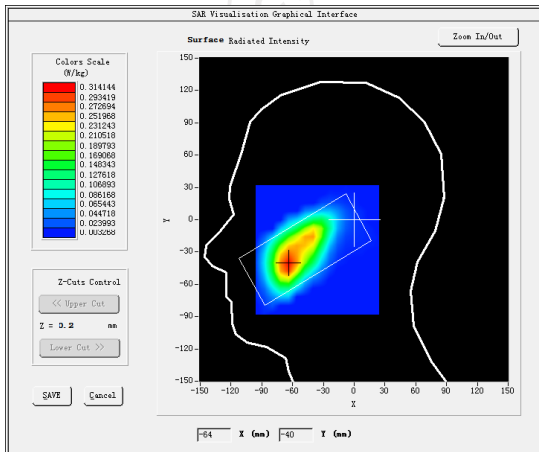 SAR Visualisation Graphical Interface
Surface Radiated Intensity
Zoom In/Out
Colors Scale
(W/kg)
0.314144
0.293419
0.272694
0.251968
0.231243
0.210518
0.189793
0.169068
0.148343
0.127618
0.106893
0.086168
0.065443
0.044718
0.023993
0.003268
Z-Cuts Control
<< Upper Cut
Z = 0.2 mm
Lower Cut >>
SAVE
Cancel
150
120
90
60
30
0
-30
-60
-90
-120
-150
Y
-150 -120 -90 -60 -30 0 30 60 90 120 150
X
-64 X (mm) -40 Y (mm)